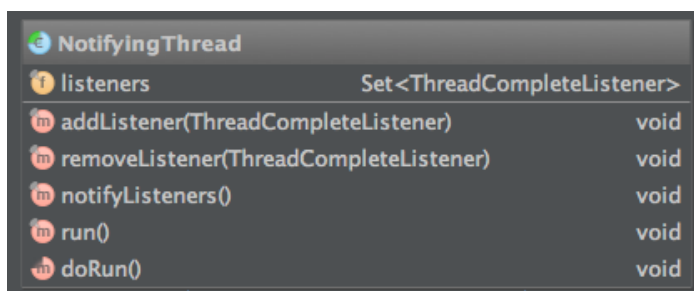 NotifyingThread
listeners Set<ThreadCompleteListener>
addListener(ThreadCompleteListener) void
removeListener(ThreadCompleteListener) void
notifyListeners() void
run() void
doRun() void